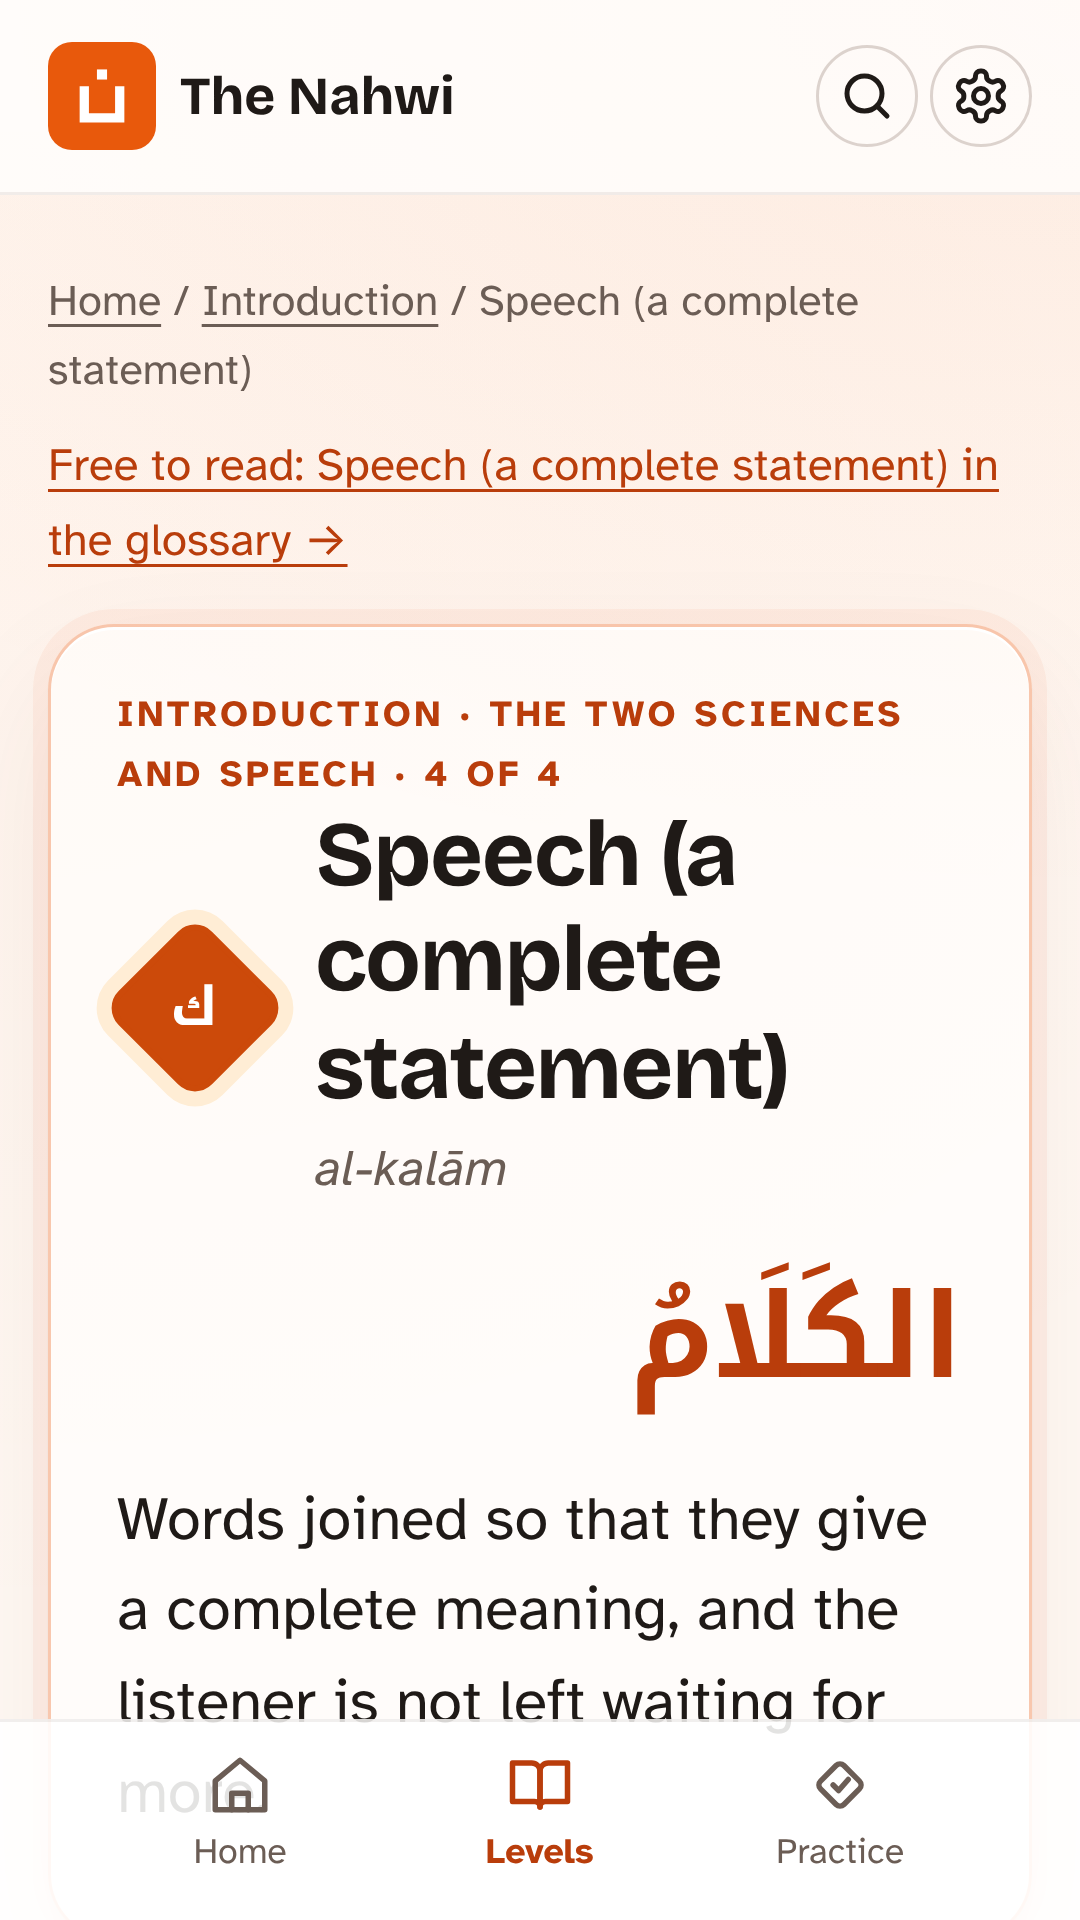 ن The Nahwi
Home / Introduction / Speech (a complete
statement)
Free to read: Speech (a complete statement) in
the glossary →
INTRODUCTION · THE TWO SCIENCES
AND SPEECH · 4 OF 4
Speech (a
complete
statement)
ك
al-kalām
الكَلَامُ
Words joined so that they give
a complete meaning, and the
listener is not left waiting for
more
Home
Levels
Practice